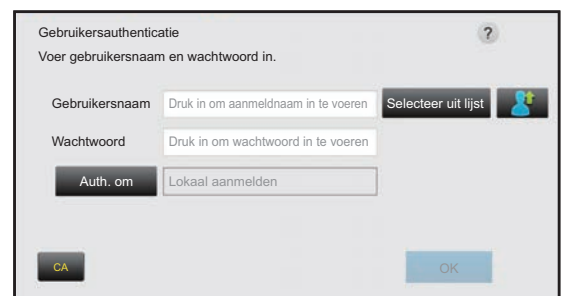 Gebruikersauthenticatie
?
Voer gebruikersnaam en wachtwoord in.
Gebruikersnaam Druk in om aanmeldnaam in te voeren Selecteer uit lijst
Wachtwoord Druk in om wachtwoord in te voeren
Auth. om Lokaal aanmelden
CA OK